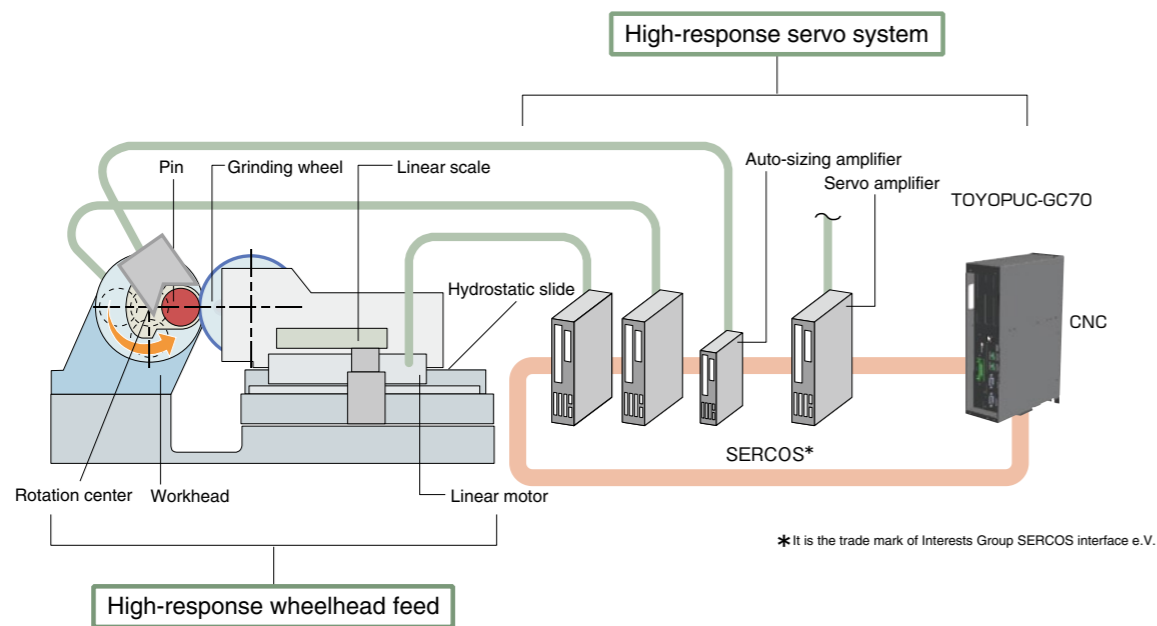 High-response servo system
Auto-sizing amplifier
Pin
Grinding wheel
Linear scale
Servo amplifier
TOYOPUC-GC70
Hydrostatic slide
CNC
SERCOS*
Rotation center
Workhead
Linear motor
*It is the trade mark of Interests Group SERCOS interface e.V.
High-response wheelhead feed